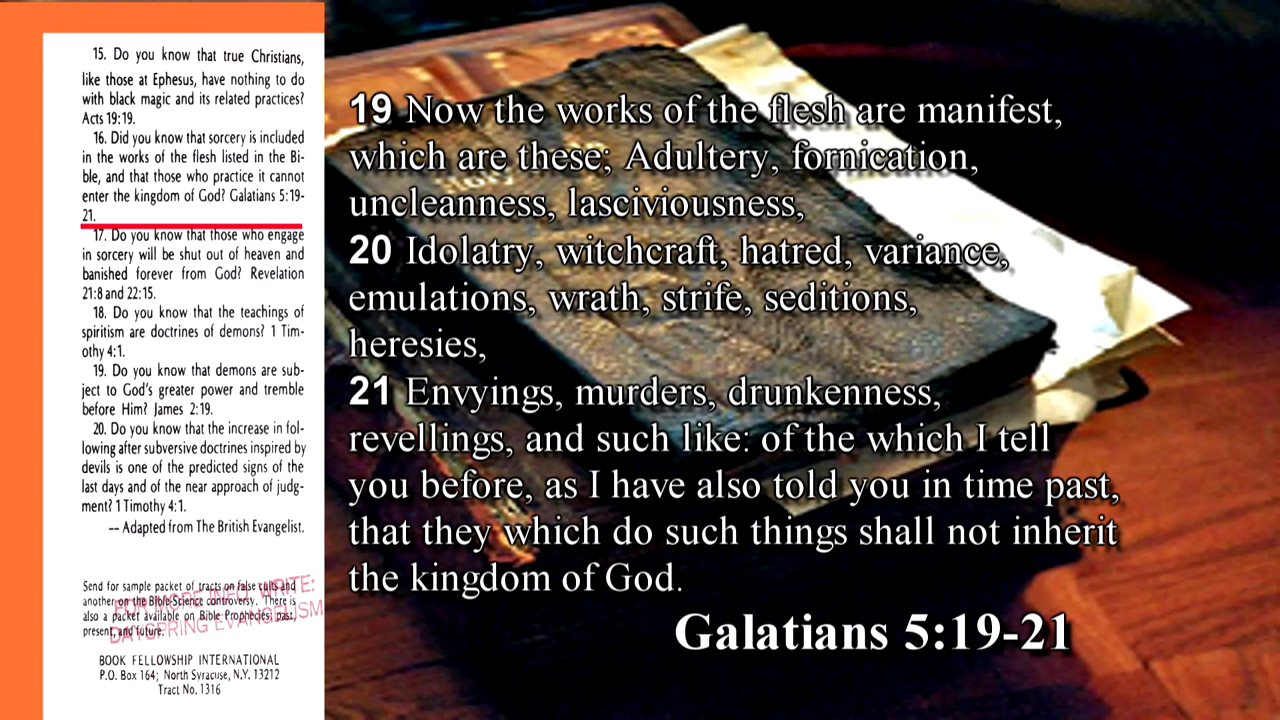 15. Do you know that true Christians,
like those at Ephesus, have nothing to do
with black magic and its related practices?
Acts 19:19.
16. Did you know that sorcery is included
in the works of the flesh listed in the Bi-
ble, and that those who practice it cannot
enter the kingdom of God? Galatians 5:19-
21.
17. Do you know that those who engage
in sorcery will be shut out of heaven and
banished forever from God? Revelation
21:8 and 22:15.
18. Do you know that the teachings of
spiritism are doctrines of demons? 1 Tim-
othy 4:1.
19. Do you know that demons are sub-
ject to God's greater power and tremble
before Him? James 2:19.
20. Do you know that the increase in fol-
lowing after subversive doctrines inspired by
devils is one of the predicted signs of the
last days and of the near approach of judg-
ment? 1 Timothy 4:1.
-- Adapted from The British Evangelist.
Send for sample packet of tracts on false cults and
another on the Bible-Science controversy. There is
also a packet available on Bible Prophecies; past,
present, and future.
FOR MORE INFO, WRITE:
DAYSPRING EVANGELISM
BOOK FELLOWSHIP INTERNATIONAL
P.O. Box 164; North Syracuse, N.Y. 13212
Tract No. 1316
19 Now the works of the flesh are manifest,
which are these; Adultery, fornication,
uncleanness, lasciviousness,
20 Idolatry, witchcraft, hatred, variance,
emulations, wrath, strife, seditions,
heresies,
21 Envyings, murders, drunkenness,
revellings, and such like: of the which I tell
you before, as I have also told you in time past,
that they which do such things shall not inherit
the kingdom of God.
Galatians 5:19-21